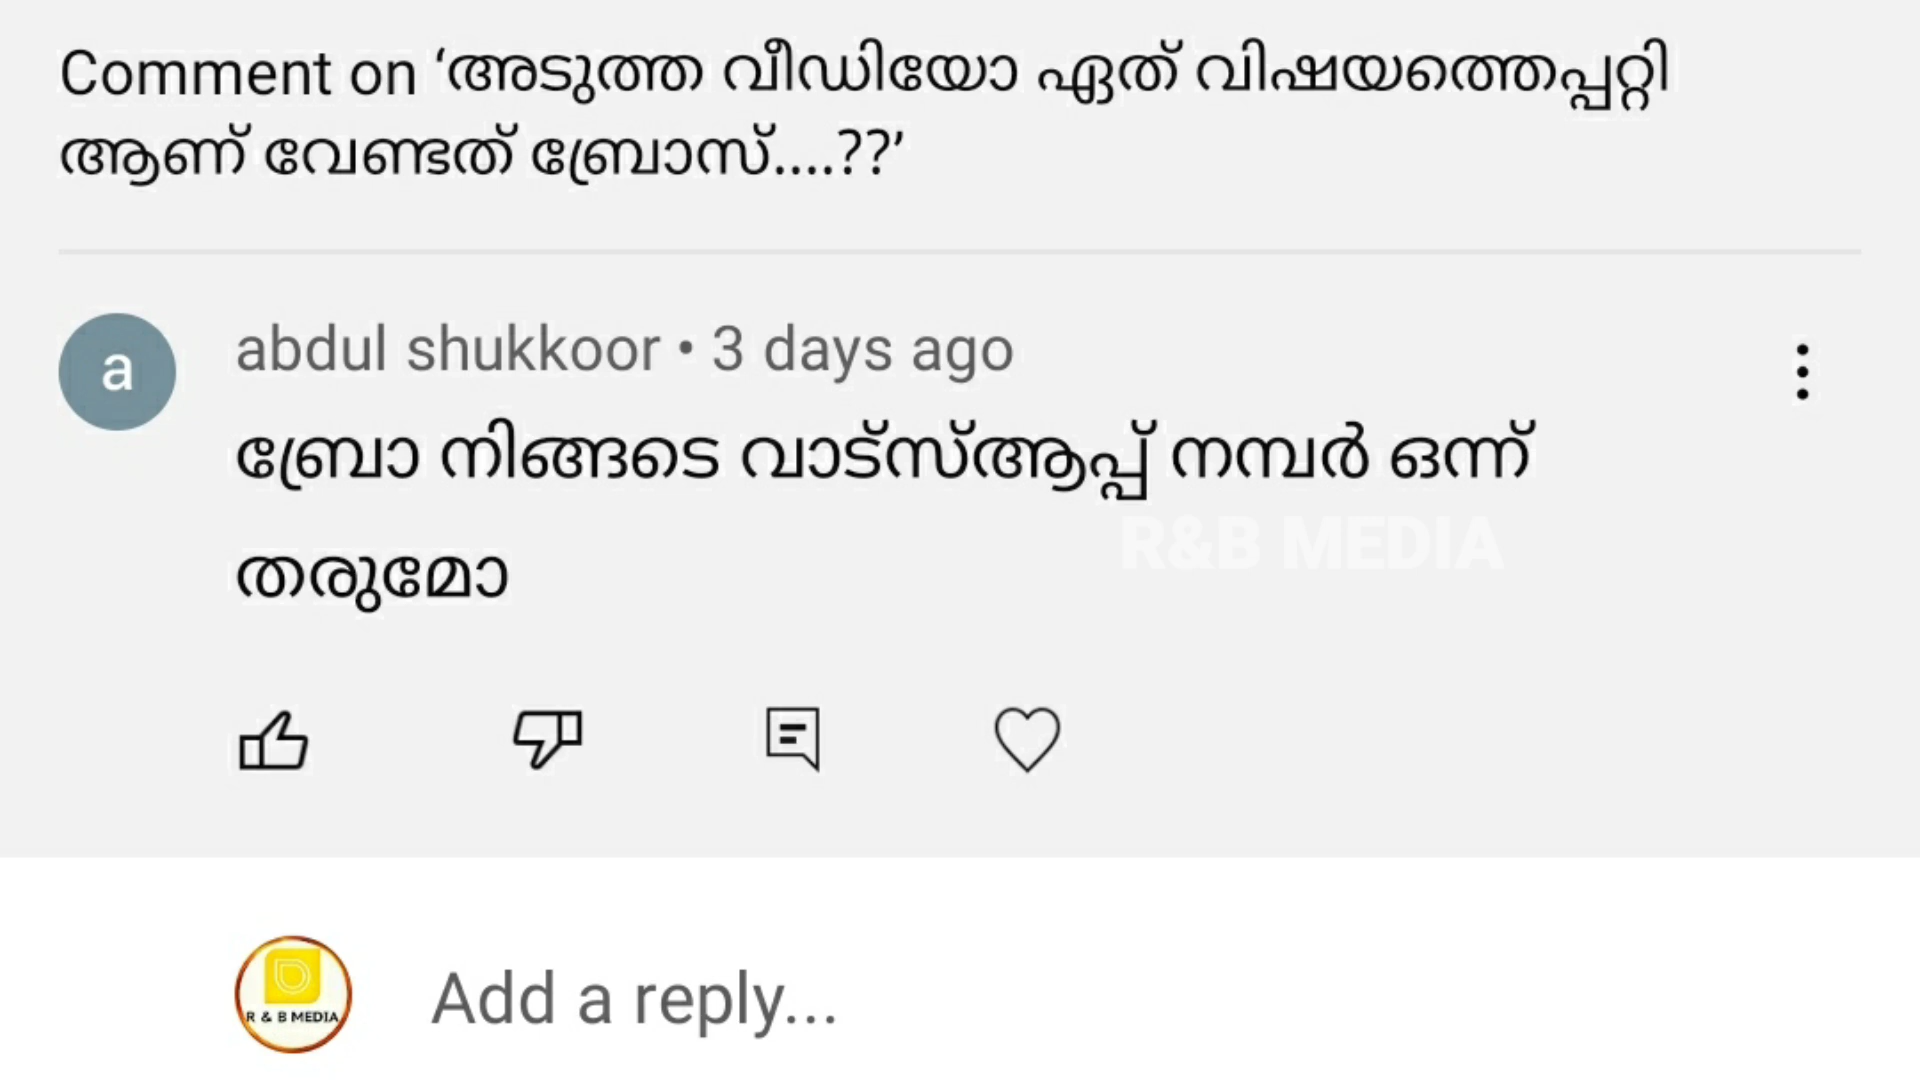 Comment on ‘അടുത്ത വീഡിയോ ഏത് വിഷയത്തെപ്പറ്റി
ആണ് വേണ്ടത് ബ്രോസ്....??’
a
abdul shukkoor • 3 days ago
ബ്രോ നിങ്ങടെ വാട്സ്ആപ്പ് നമ്പർ ഒന്ന്
R&B MEDIA
തരുമോ
R & B MEDIA
Add a reply...